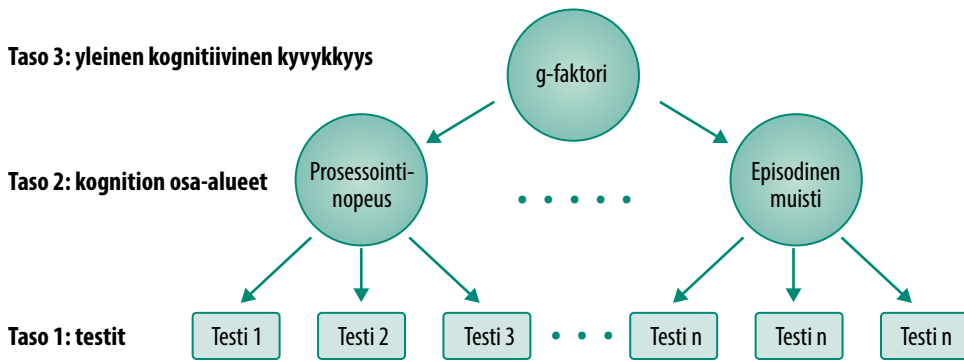 Taso 3: yleinen kognitiivinen kyvykkyys
g-faktori
Taso 2: kognition osa-alueet
Prosessointi-
nopeus
Episodinen
muisti
Taso 1: testit
Testi 1
Testi 2
Testi 3
Testi n
Testi n
Testi n